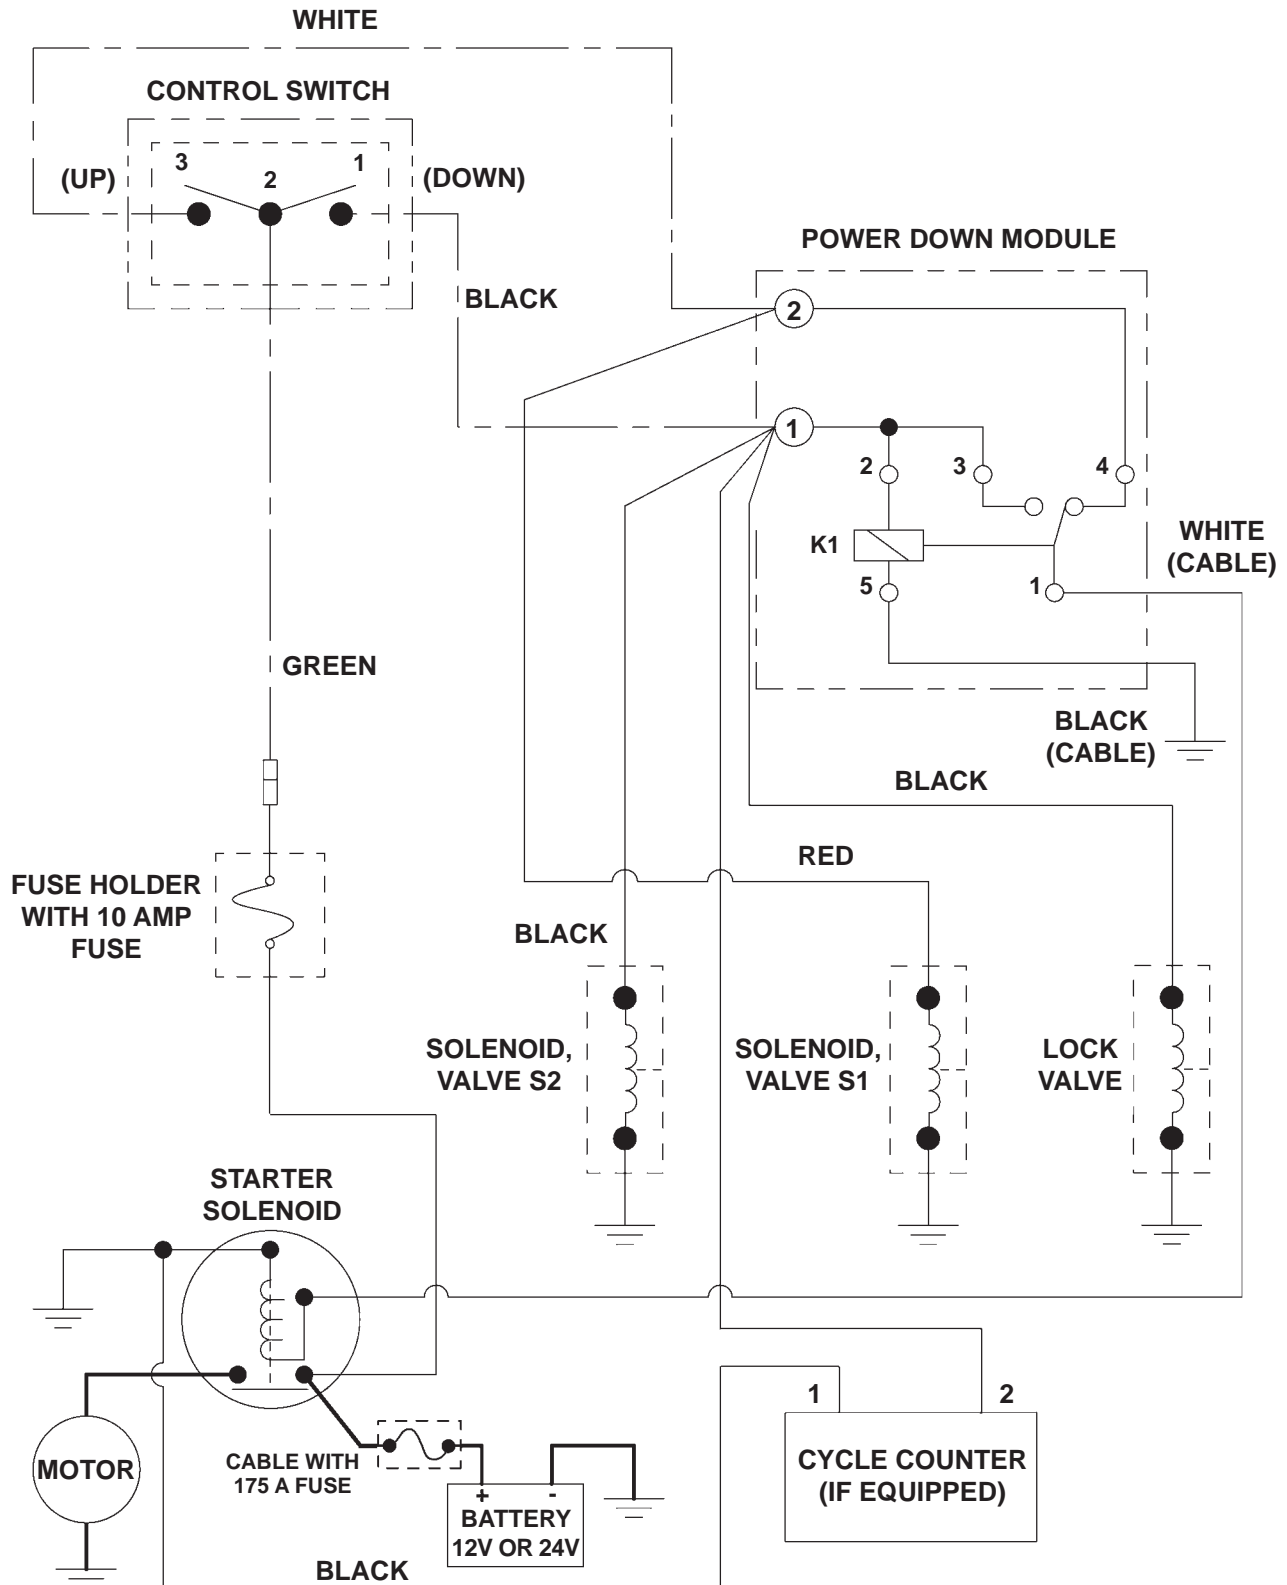 WHITE
CONTROL SWITCH
3
1
(UP)
2
(DOWN)
POWER DOWN MODULE
BLACK
2
1
2
3
4
K1
WHITE
(CABLE)
5
1
GREEN
BLACK
(CABLE)
BLACK
RED
FUSE HOLDER
WITH 10 AMP
FUSE
BLACK
SOLENOID,
VALVE S2
SOLENOID,
VALVE S1
LOCK
VALVE
STARTER
SOLENOID
1
2
MOTOR
CABLE WITH
175 A FUSE
+
-
BATTERY
12V OR 24V
CYCLE COUNTER
(IF EQUIPPED)
BLACK